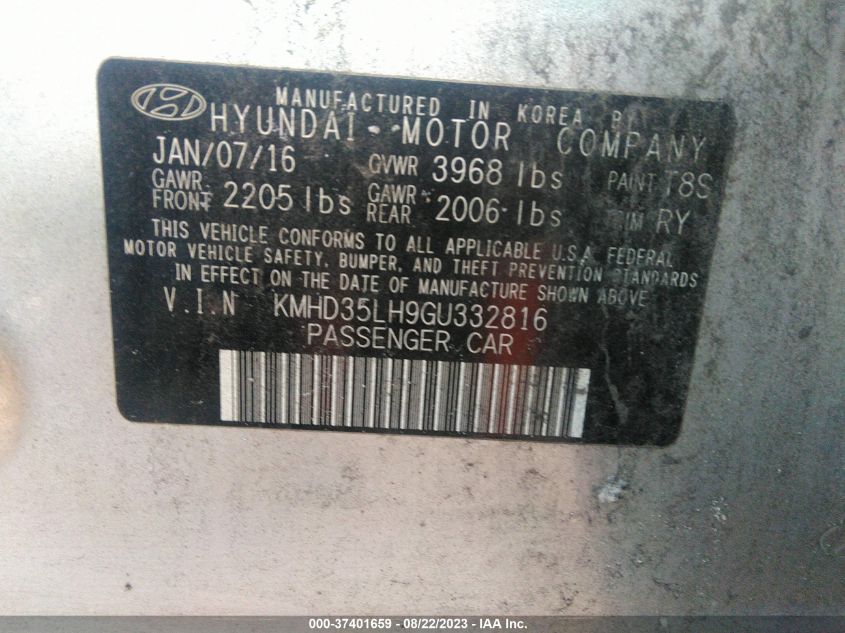 MANUFACTURED IN KOREA BY
HYUNDAI MOTOR COMPANY
JAN/07/16 GVWR 3968 lbs PAINT T8S
GAWR FRONT 2205 lbs GAWR REAR 2006 lbs TRIM RY
THIS VEHICLE CONFORMS TO ALL APPLICABLE U.S.A. FEDERAL
MOTOR VEHICLE SAFETY, BUMPER, AND THEFT PREVENTION STANDARDS
IN EFFECT ON THE DATE OF MANUFACTURE SHOWN ABOVE.
V.I.N KMHD35LH9GU332816
PASSENGER CAR
000-37401659 - 08/22/2023 - IAA Inc.